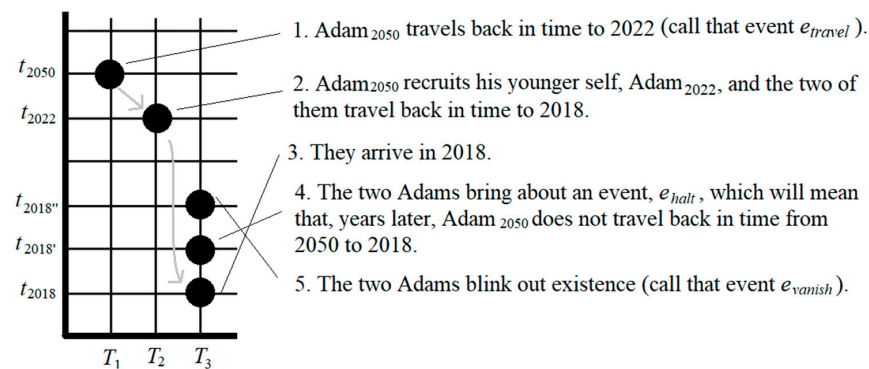 1. Adam 2050 travels back in time to 2022 (call that event e travel ).
t2050
2. Adam2050 recruits his younger self, Adam2022, and the two of
them travel back in time to 2018.
t2022
3. They arrive in 2018.
4. The two Adams bring about an event, e halt , which will mean
that, years later, Adam 2050 does not travel back in time from
2050 to 2018.
t2018''
t2018'
5. The two Adams blink out existence (call that event e vanish ).
t2018
T1 T2 T3